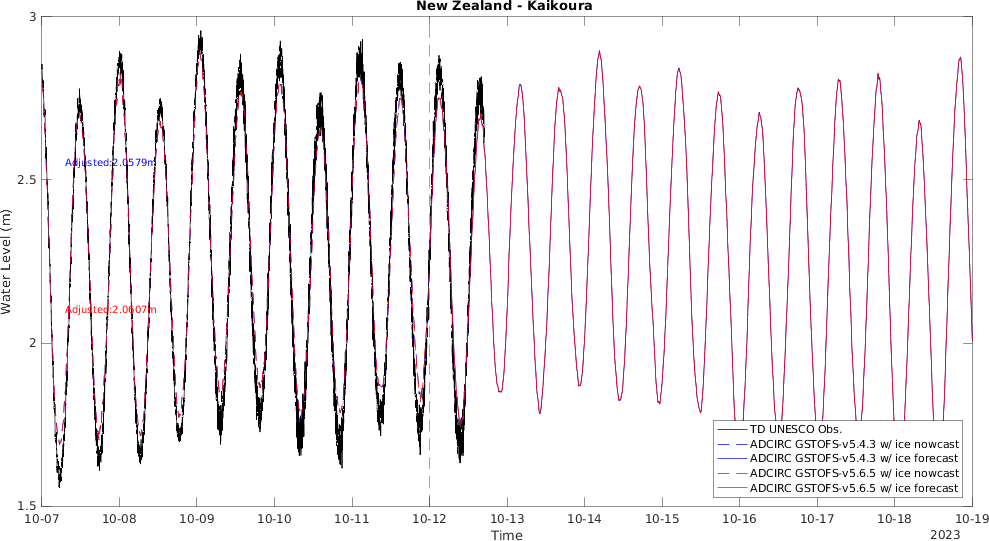 New Zealand - Kaikoura
3
2.5
2
1.5
Water Level (m)
Adjusted:2.0579m
Adjusted:2.0607m
TD UNESCO Obs.
ADCIRC GSTOFS-v5.4.3 w/ ice nowcast
ADCIRC GSTOFS-v5.4.3 w/ ice forecast
ADCIRC GSTOFS-v5.6.5 w/ ice nowcast
ADCIRC GSTOFS-v5.6.5 w/ ice forecast
10-07 10-08 10-09 10-10 10-11 10-12 10-13 10-14 10-15 10-16 10-17 10-18 10-19
Time
2023